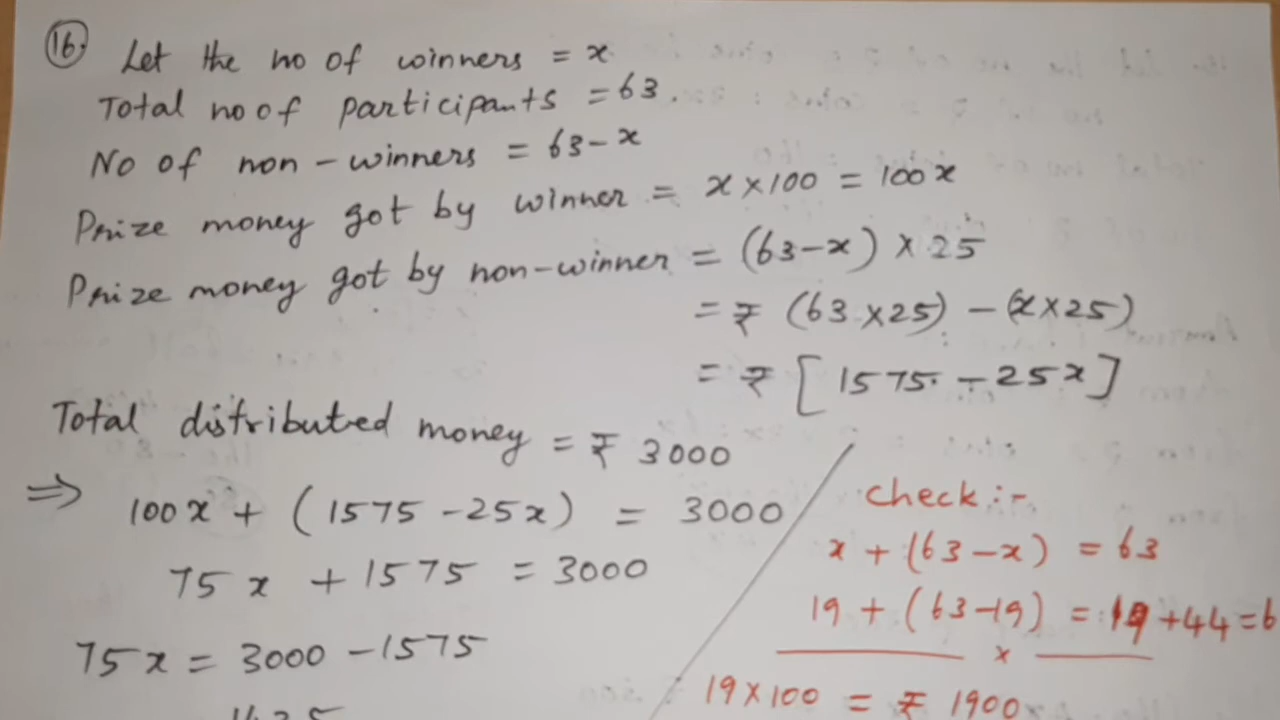 16.
Let the no of winners = x
Total no of participants = 63.
No of non-winners = 63-x
Prize money got by winner = x × 100 = 100x
Prize money got by non-winner = (63-x) × 25
= ₹ (63 × 25) - (x × 25)
= ₹ [1575 - 25x]
Total distributed money = ₹ 3000
⇒ 100x + (1575 - 25x) = 3000
75x + 1575 = 3000
75x = 3000 - 1575
Check :-
x + (63-x) = 63
19 + (63-19) = 19 + 44 = 6
x
19 × 100 = ₹ 1900